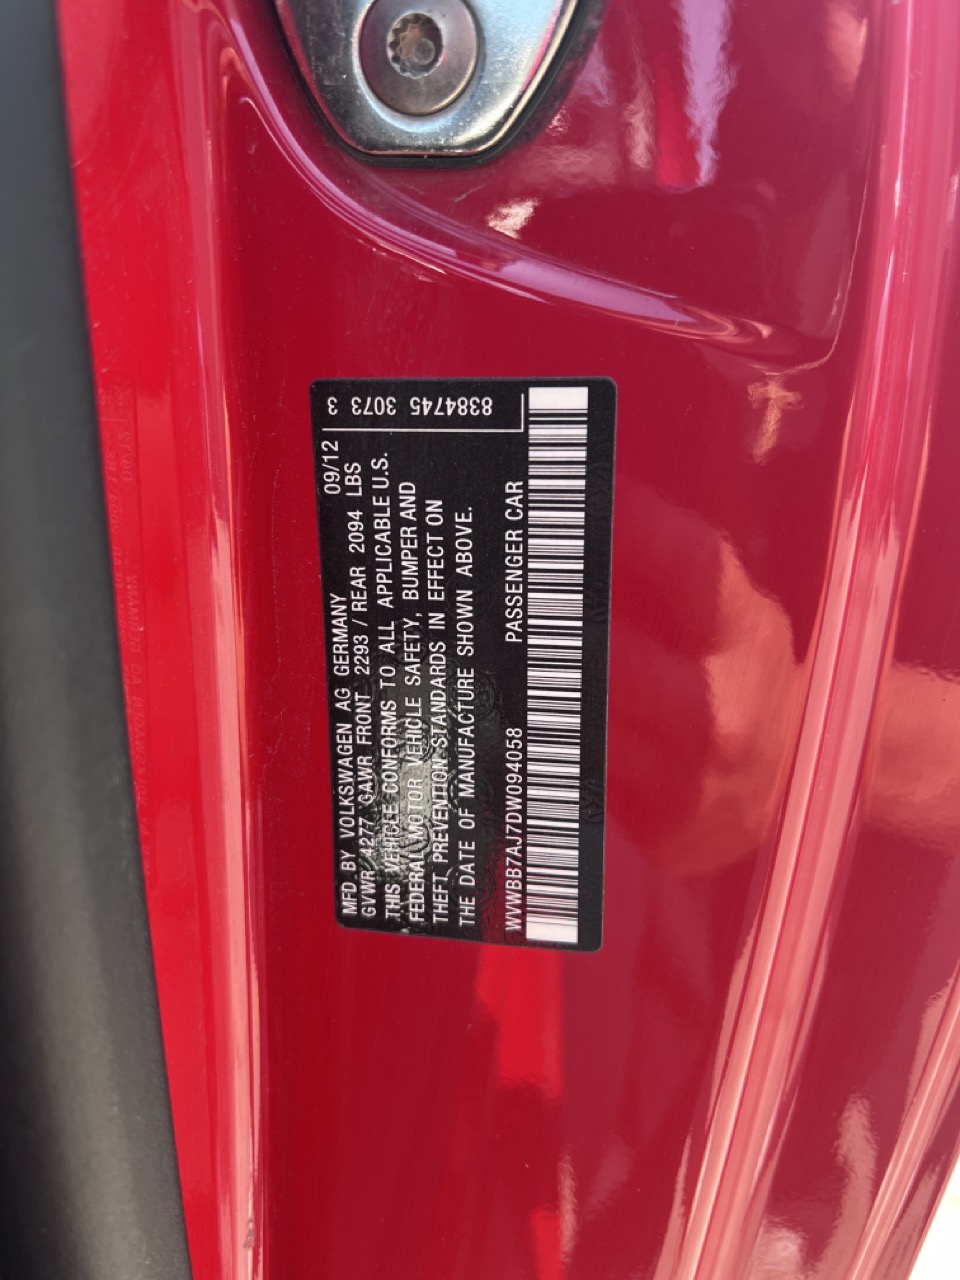 MFD.BY VOLKSWAGEN AG GERMANY 09/12
GVWR 4277 GAWR FRONT 2293 / REAR 2094 LBS
THIS VEHICLE CONFORMS TO ALL APPLICABLE U.S.
FEDERAL MOTOR VEHICLE SAFETY, BUMPER AND
THEFT PREVENTION STANDARDS IN EFFECT ON
THE DATE OF MANUFACTURE SHOWN ABOVE.
WVWBB7AJ7DW094058 PASSENGER CAR
8384745 3073 3